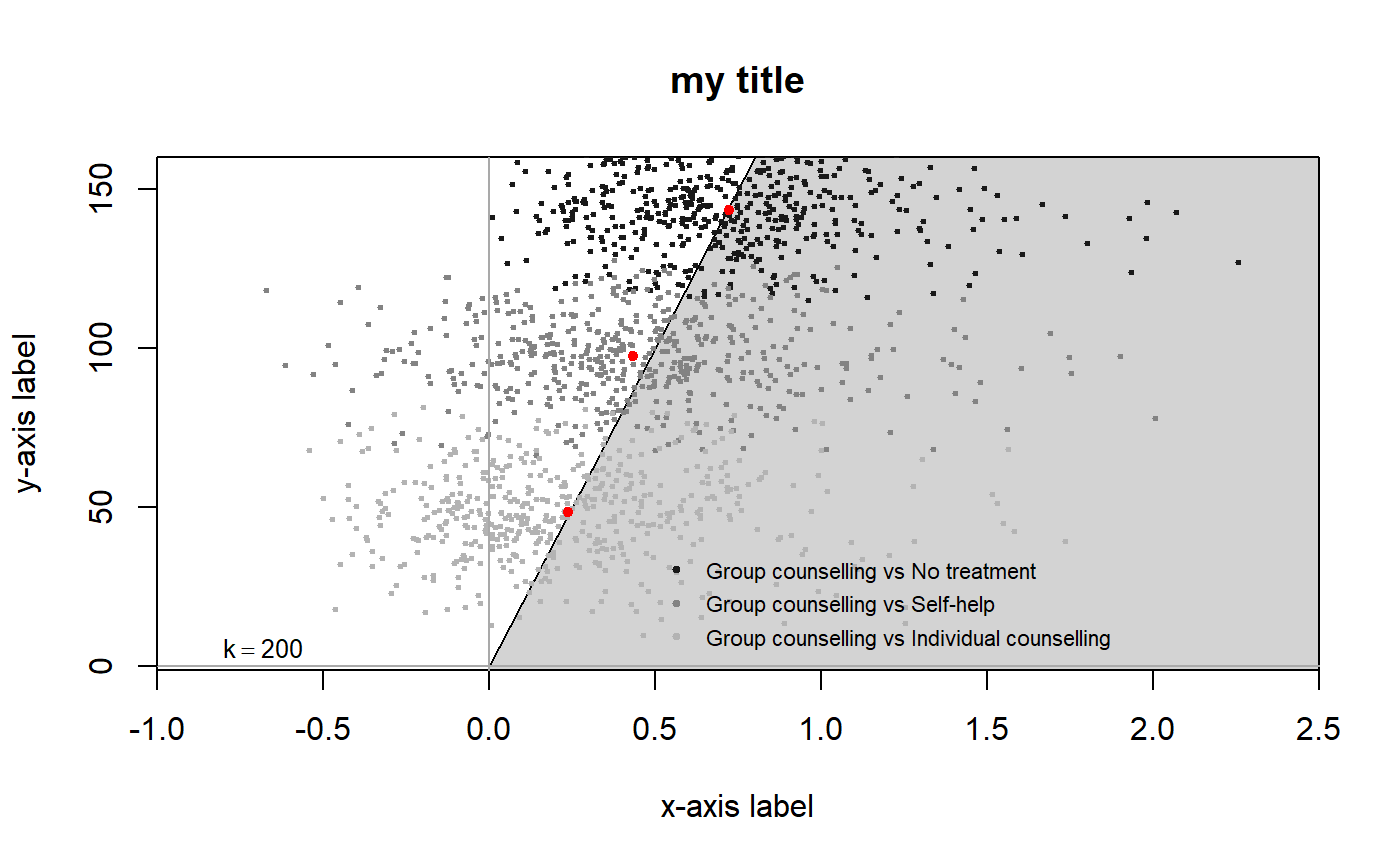 my title
150
100
50
0
y-axis label
Group counselling vs No treatment
Group counselling vs Self-help
Group counselling vs Individual counselling
k = 200
-1.0 -0.5 0.0 0.5 1.0 1.5 2.0 2.5
x-axis label